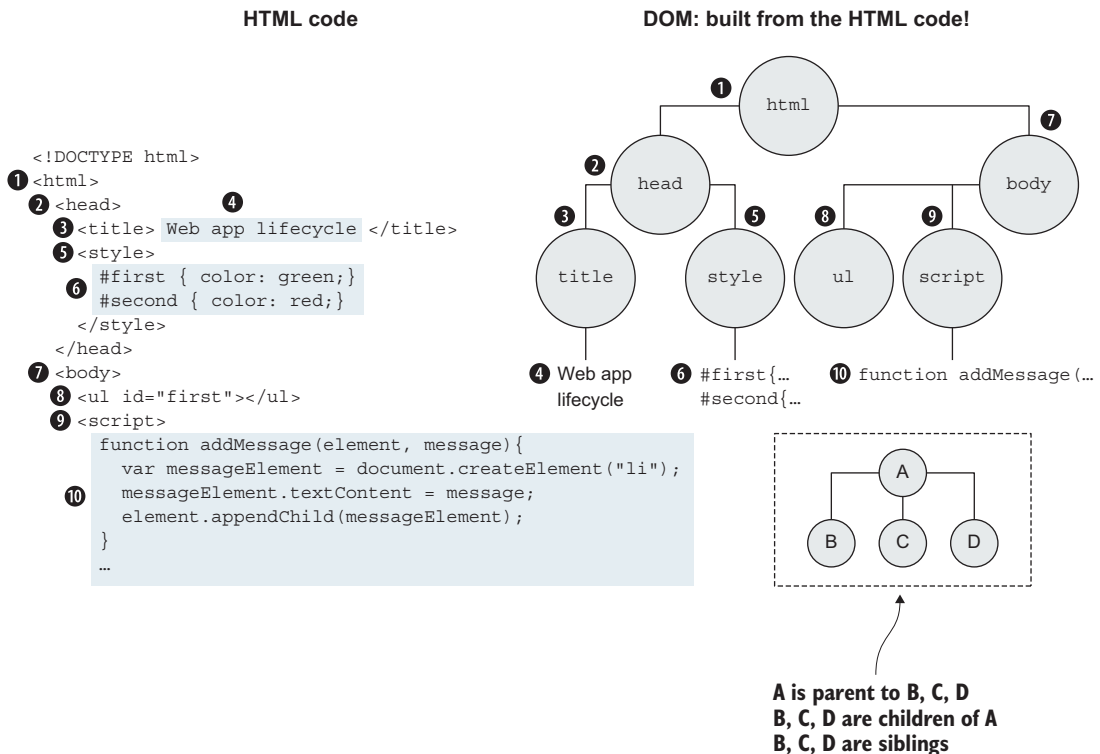 HTML code
<!DOCTYPE html>
1 <html>
2 <head>
4
3 <title> Web app lifecycle </title>
5 <style>
#first { color: green;}
6
#second { color: red;}
</style>
</head>
7 <body>
8 <ul id="first"></ul>
9 <script>
function addMessage(element, message){
var messageElement = document.createElement("li");
10 messageElement.textContent = message;
element.appendChild(messageElement);
}
…
DOM: built from the HTML code!
1
html
7
2
head
body
3
5
8
9
title
style
ul
script
4 Web app
lifecycle
6 #first{…
#second{…
10 function addMessage(…
A
B
C
D
A is parent to B, C, D
B, C, D are children of A
B, C, D are siblings